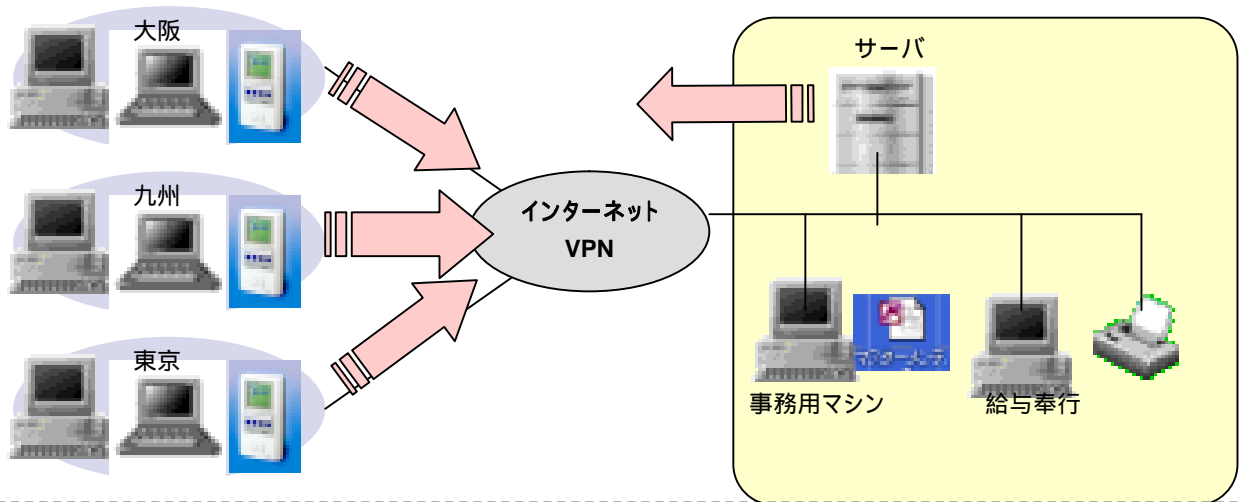 大阪
サーバ
九州
インターネット
VPN
東京
事務用マシン
給与奉行